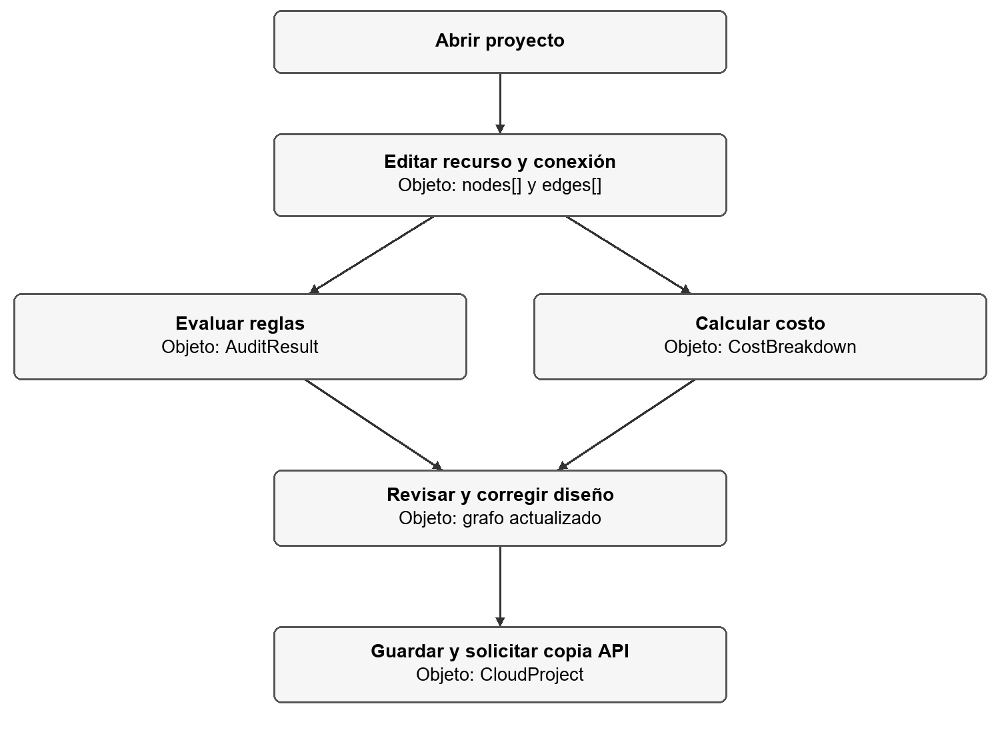 Abrir proyecto
Editar recurso y conexión
Objeto: nodes[] y edges[]
Evaluar reglas
Objeto: AuditResult
Calcular costo
Objeto: CostBreakdown
Revisar y corregir diseño
Objeto: grafo actualizado
Guardar y solicitar copia API
Objeto: CloudProject